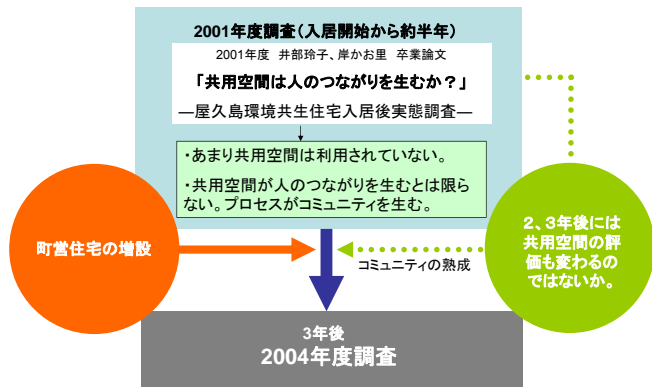 2001年度調査（入居開始から約半年）
2001年度　井部玲子、岸かお里　卒業論文
「共用空間は人のつながりを生むか？」
―屋久島環境共生住宅入居後実態調査―
・あまり共用空間は利用されていない。
・共用空間が人のつながりを生むとは限ら
ない。プロセスがコミュニティを生む。
町営住宅の増設
２、３年後には
共用空間の評
価も変わるの
ではないか。
コミュニティの熟成
3年後
2004年度調査